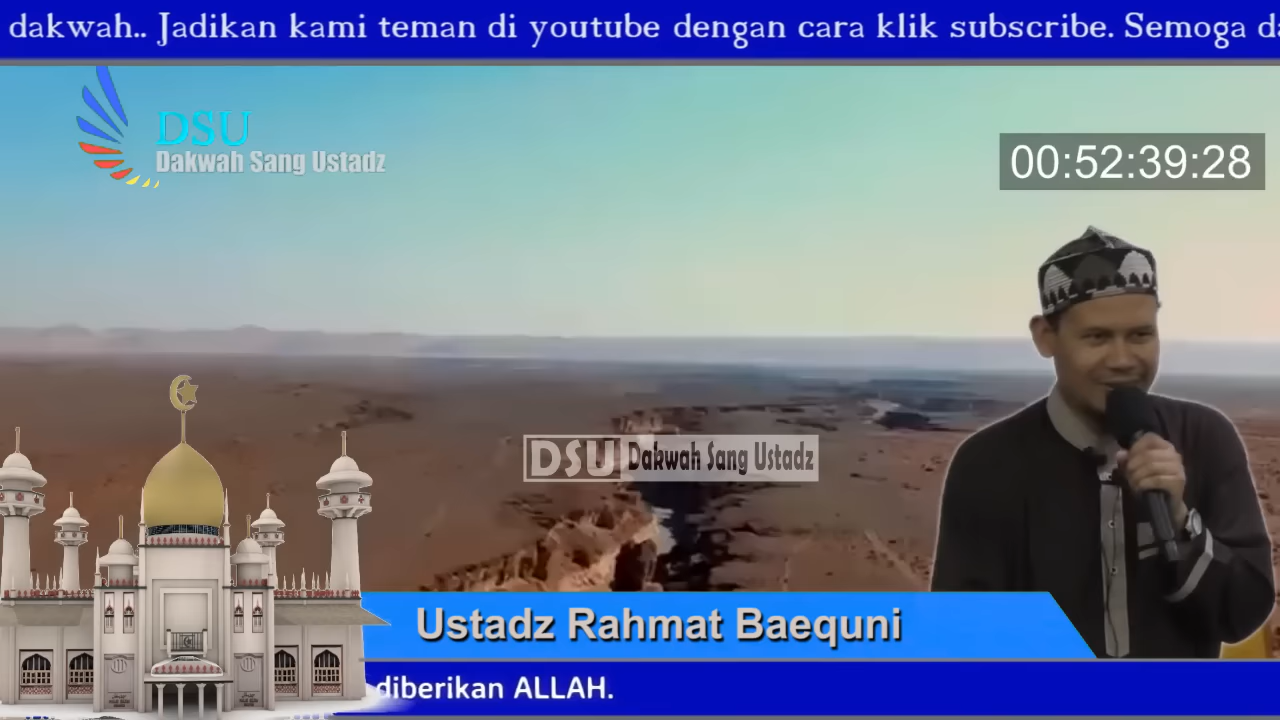 dakwah.. Jadikan kami teman di youtube dengan cara klik subscribe. Semoga da
DSU
Dakwah Sang Ustadz
00:52:39:28
DSU Dakwah Sang Ustadz
Ustadz Rahmat Baequni
diberikan ALLAH.